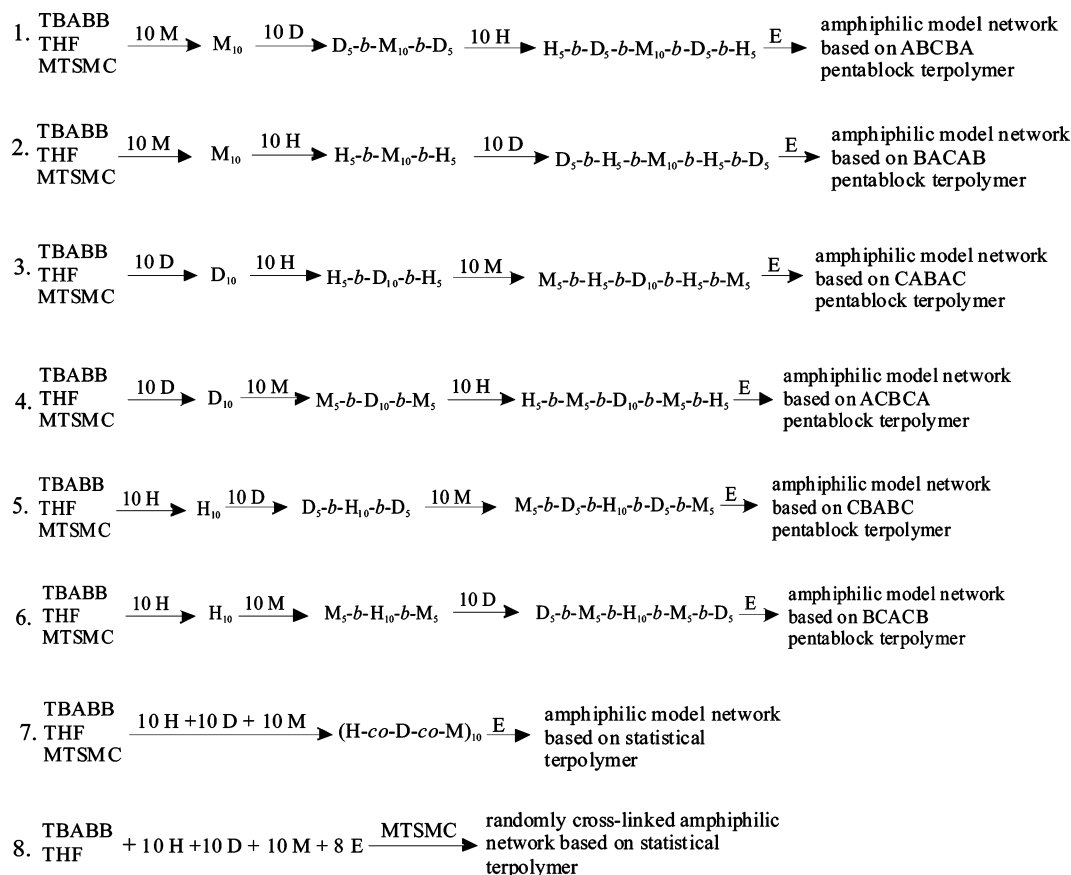 1. TBABB
THF
MTSMC
10 M
M₁₀
10 D
D₅-b-M₁₀-b-D₅
10 H
H₅-b-D₅-b-M₁₀-b-D₅-b-H₅
E
amphiphilic model network
based on ABCBA
pentablock terpolymer
2. TBABB
THF
MTSMC
10 M
M₁₀
10 H
H₅-b-M₁₀-b-H₅
10 D
D₅-b-H₅-b-M₁₀-b-H₅-b-D₅
E
amphiphilic model network
based on BACAB
pentablock terpolymer
3. TBABB
THF
MTSMC
10 D
D₁₀
10 H
H₅-b-D₁₀-b-H₅
10 M
M₅-b-H₅-b-D₁₀-b-H₅-b-M₅
E
amphiphilic model network
based on CABAC
pentablock terpolymer
4. TBABB
THF
MTSMC
10 D
D₁₀
10 M
M₅-b-D₁₀-b-M₅
10 H
H₅-b-M₅-b-D₁₀-b-M₅-b-H₅
E
amphiphilic model network
based on ACBCA
pentablock terpolymer
5. TBABB
THF
MTSMC
10 H
H₁₀
10 D
D₅-b-H₁₀-b-D₅
10 M
M₅-b-D₅-b-H₁₀-b-D₅-b-M₅
E
amphiphilic model network
based on CBABC
pentablock terpolymer
6. TBABB
THF
MTSMC
10 H
H₁₀
10 M
M₅-b-H₁₀-b-M₅
10 D
D₅-b-M₅-b-H₁₀-b-M₅-b-D₅
E
amphiphilic model network
based on BCACB
pentablock terpolymer
7. TBABB
THF
MTSMC
10 H +10 D + 10 M
(H-co-D-co-M)₁₀
E
amphiphilic model network
based on statistical
terpolymer
8. TBABB
THF
+ 10 H +10 D + 10 M + 8 E
MTSMC
randomly cross-linked amphiphilic
network based on statistical
terpolymer